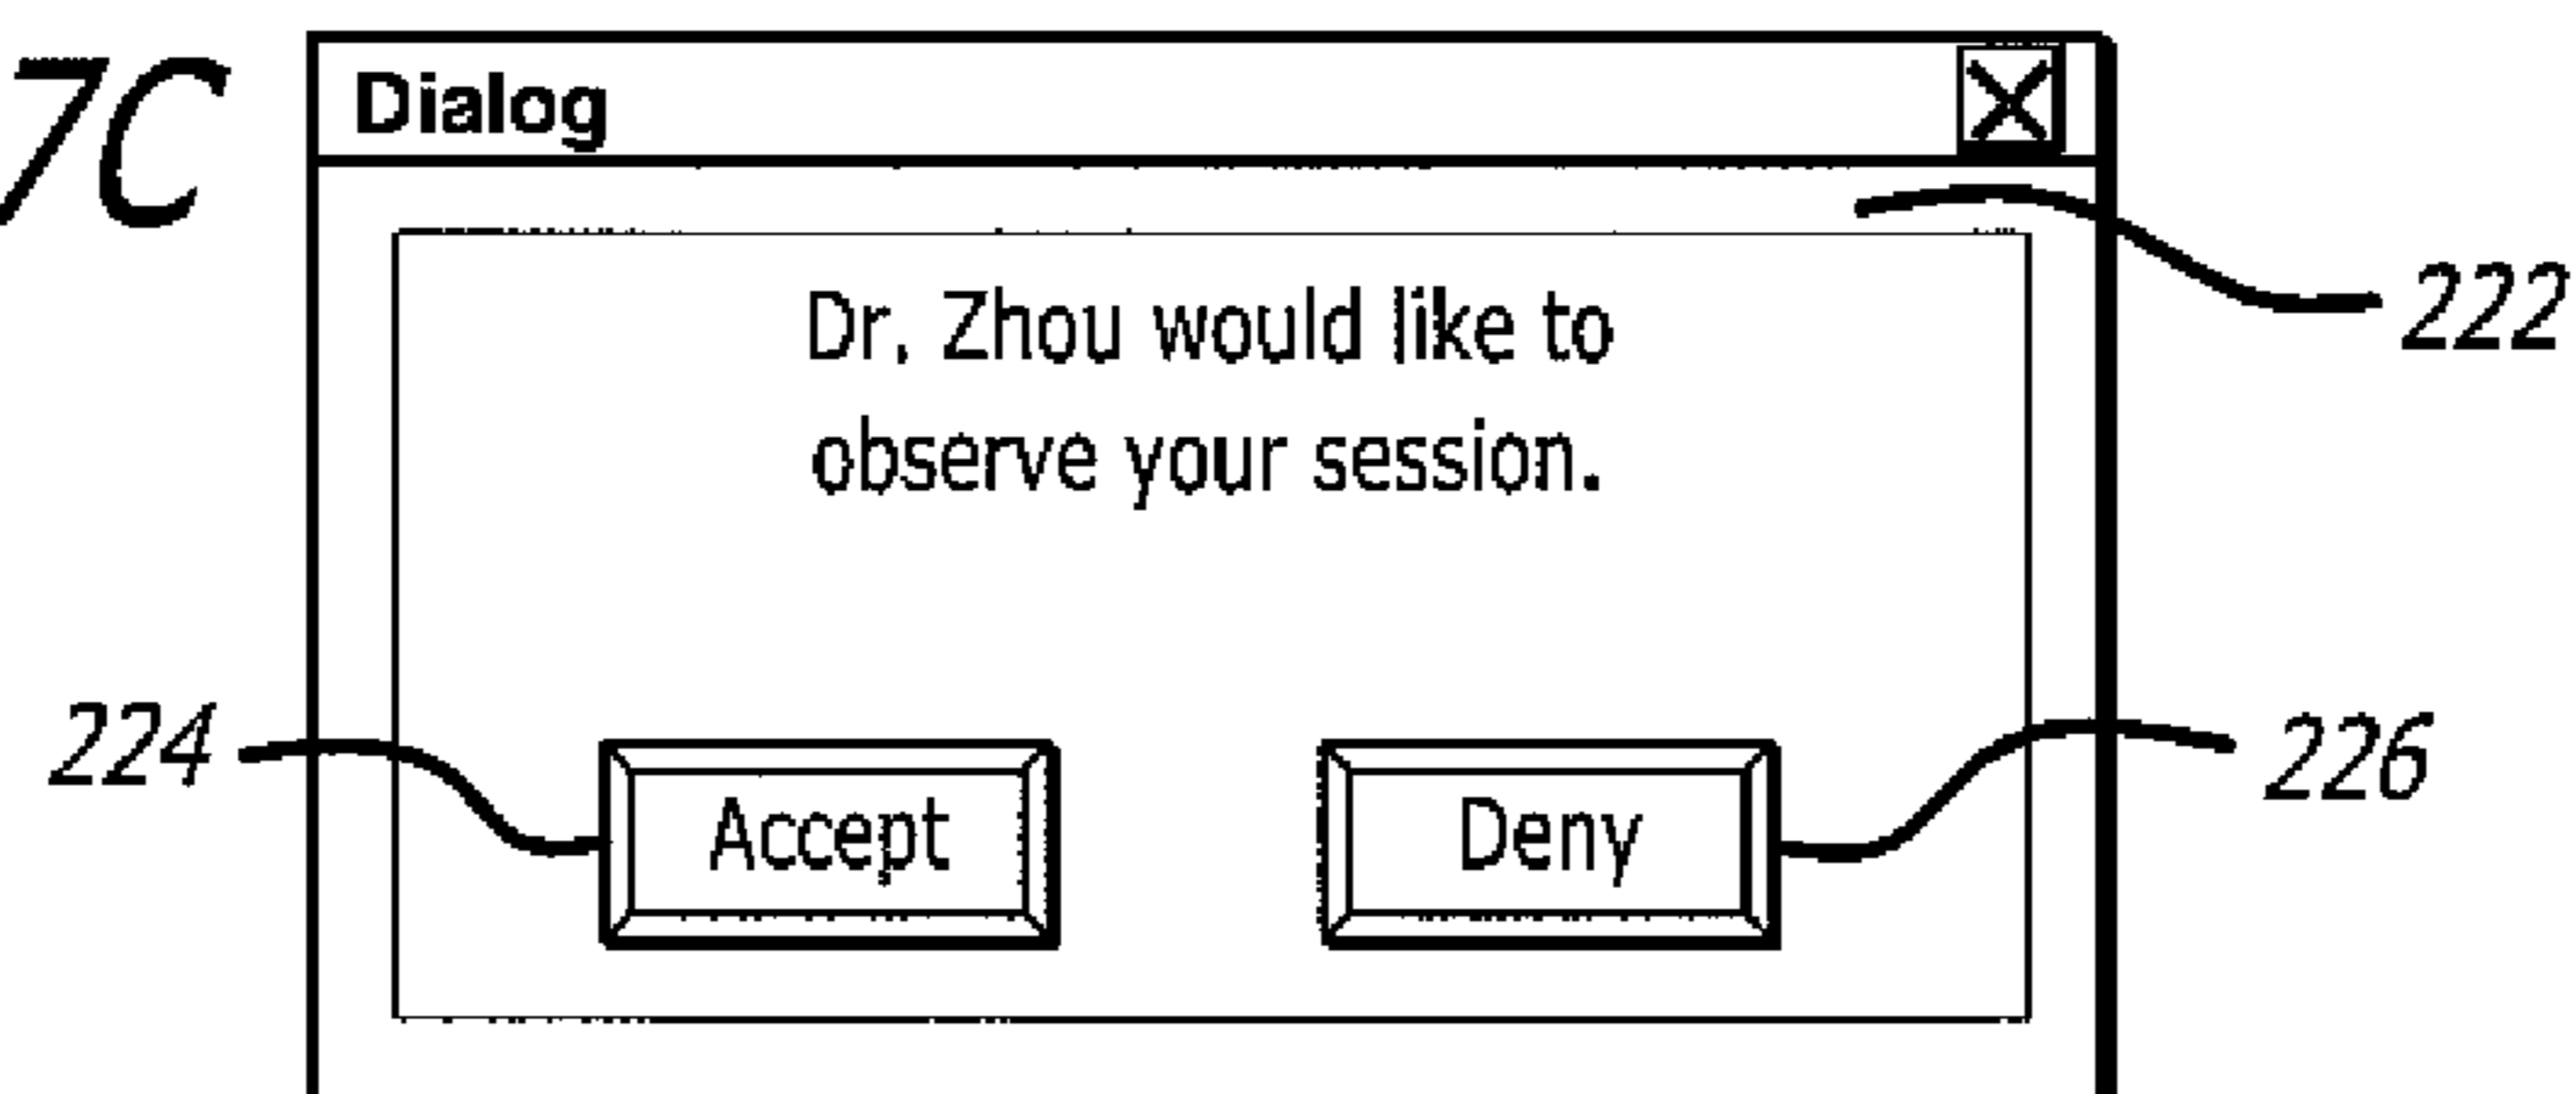 7C
Dialog
222
Dr. Zhou would like to
observe your session.
224
226
Accept
Deny